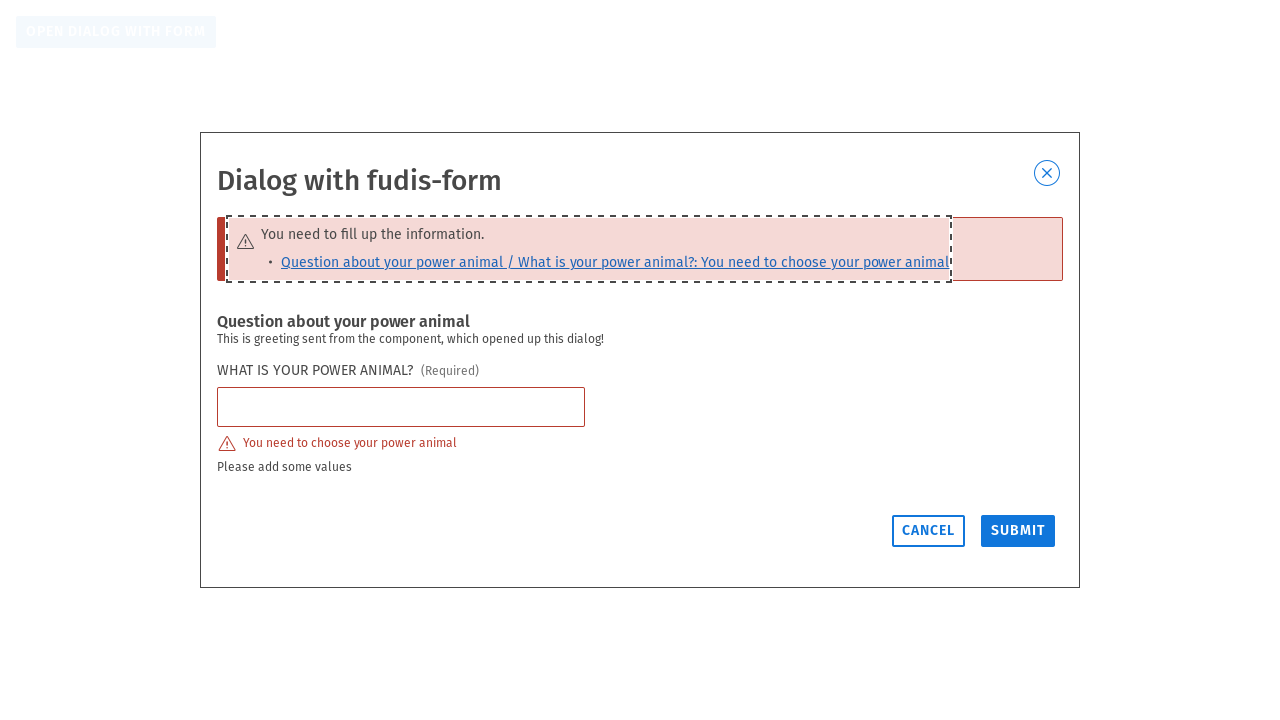 OPEN DIALOG WITH FORM
Dialog with fudis-form
You need to fill up the information.
• Question about your power animal / What is your power animal?: You need to choose your power animal
Question about your power animal
This is greeting sent from the component, which opened up this dialog!
WHAT IS YOUR POWER ANIMAL? (Required)
You need to choose your power animal
Please add some values
CANCEL SUBMIT